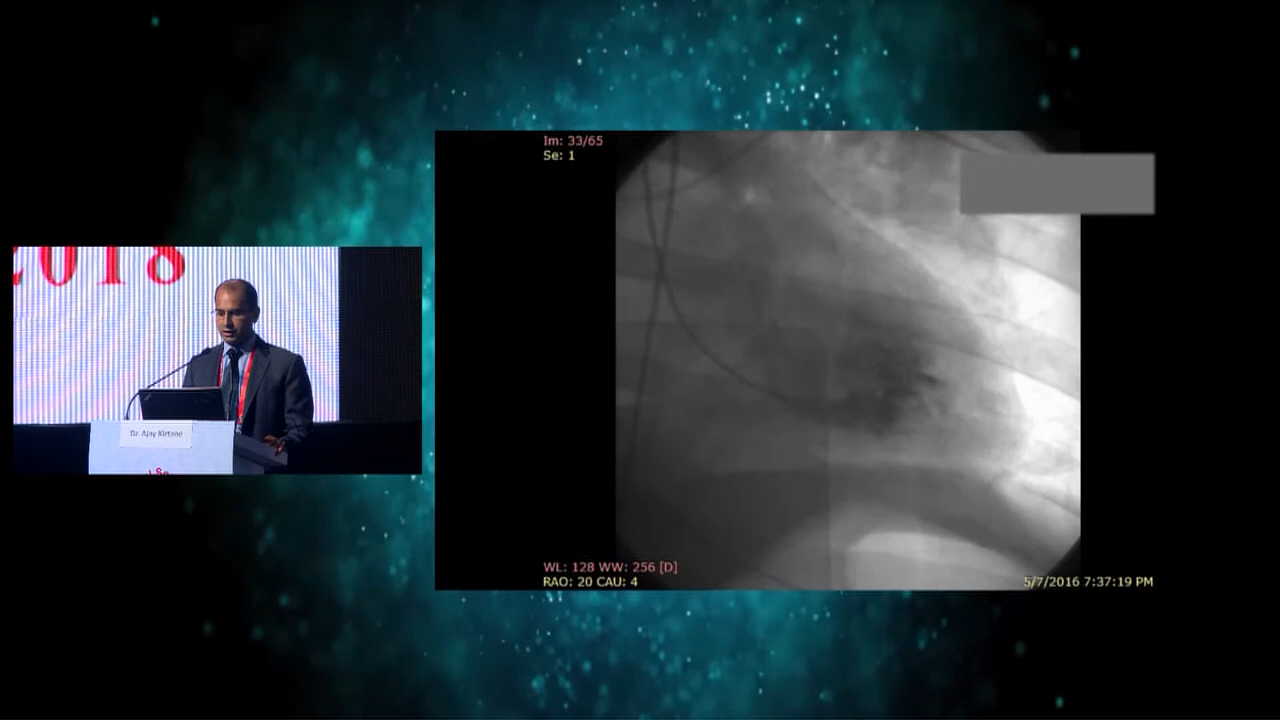 2018
Dr. Ajay Kirtane
Im: 33/65
Se: 1
WL: 128 WW: 256 [D]
RAO: 20 CAU: 4
5/7/2016 7:37:19 PM